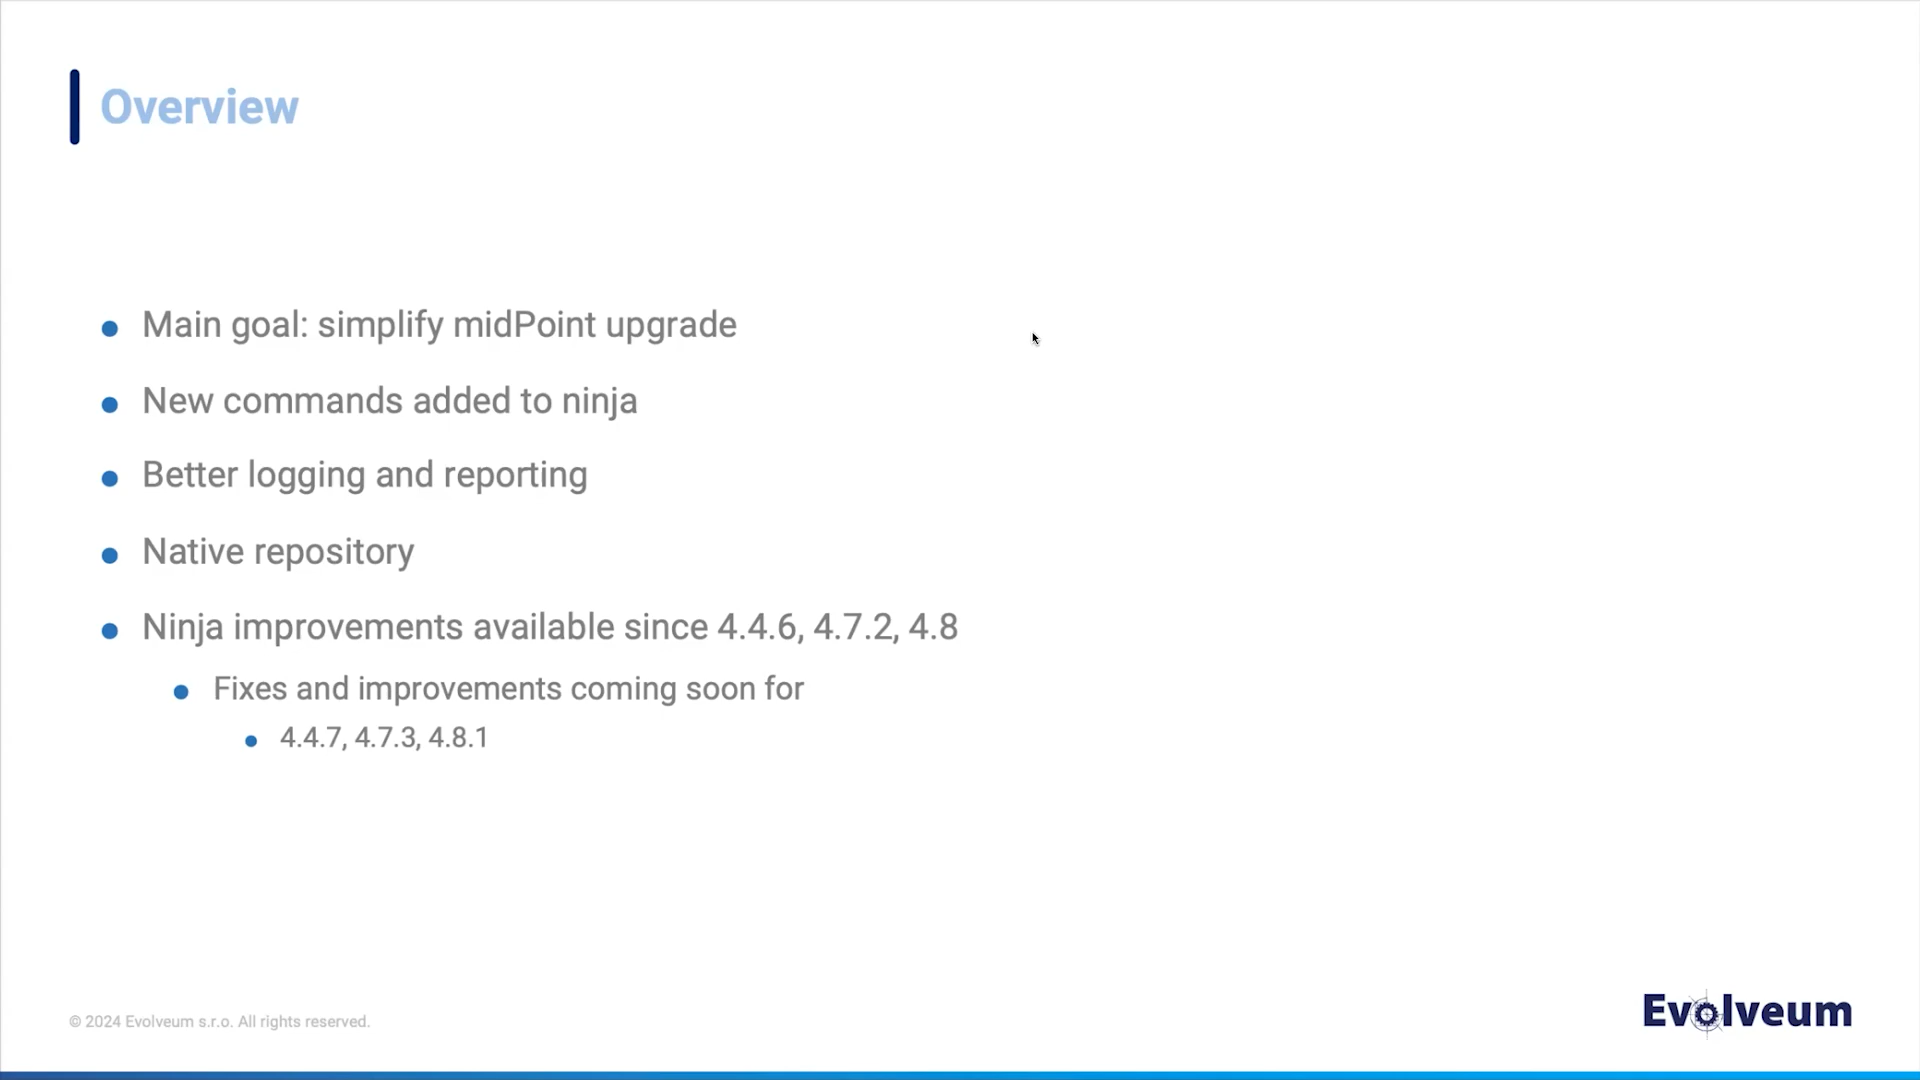 Overview
Main goal: simplify midPoint upgrade
New commands added to ninja
Better logging and reporting
Native repository
Ninja improvements available since 4.4.6, 4.7.2, 4.8
Fixes and improvements coming soon for
4.4.7, 4.7.3, 4.8.1
© 2024 Evolveum s.r.o. All rights reserved.
Evolveum